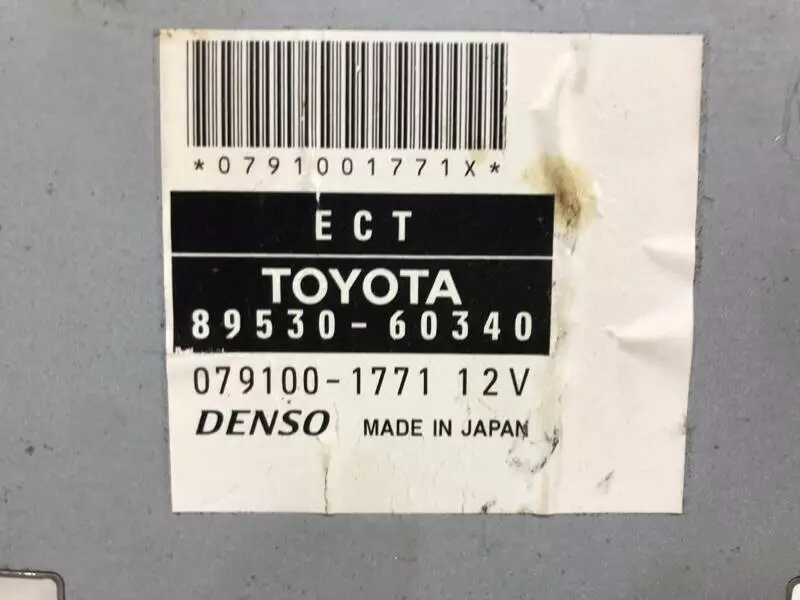 *0791001771X*
ECT
TOYOTA
89530-60340
079100-1771 12V
DENSO MADE IN JAPAN